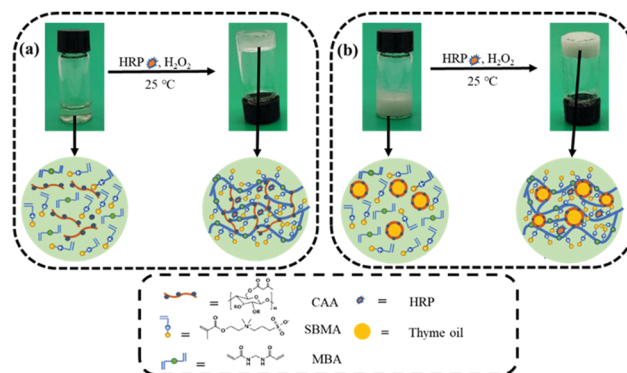 (a)
HRP , H₂O₂
25 °C
(b)
HRP , H₂O₂
25 °C
= CAA
= HRP
= SBMA
= Thyme oil
= MBA